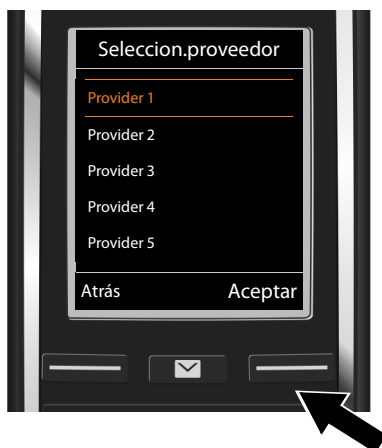 Seleccion.proveedor
Provider 1
Provider 2
Provider 3
Provider 4
Provider 5
Atrás Aceptar